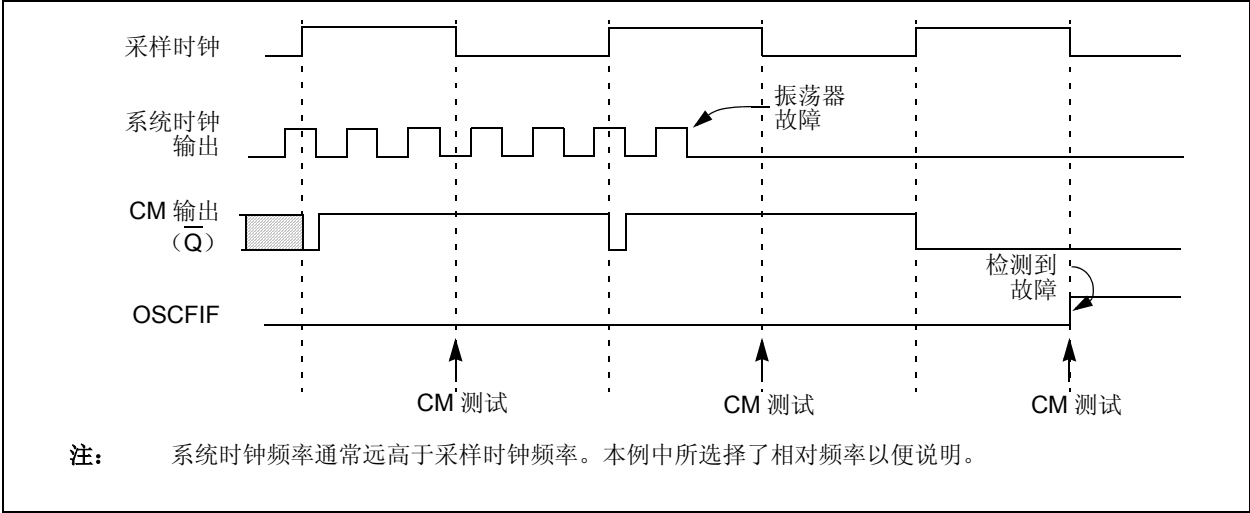 采样时钟
系统时钟
输出
振荡器
故障
CM 输出
（Q）
检测到
故障
OSCFIF
CM 测试
CM 测试
CM 测试
注： 系统时钟频率通常远高于采样时钟频率。本例中所选择了相对频率以便说明。